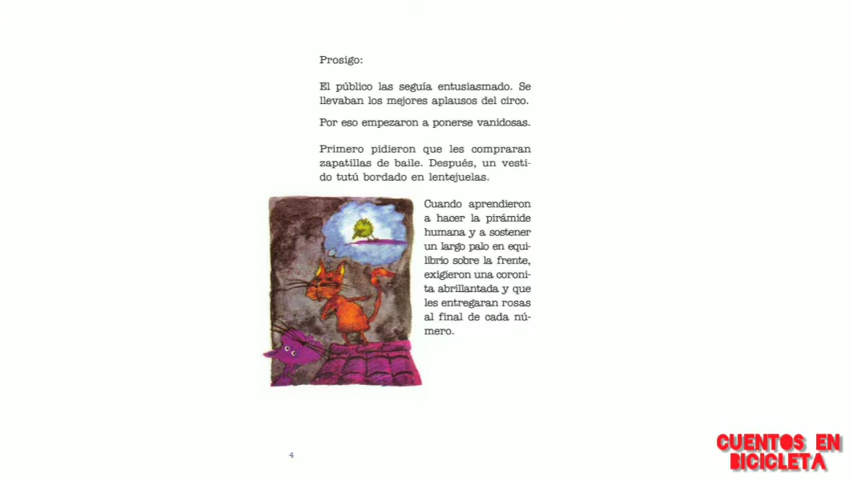 Prosigo:
El público las seguía entusiasmado. Se
llevaban los mejores aplausos del circo.
Por eso empezaron a ponerse vanidosas.
Primero pidieron que les compraran
zapatillas de baile. Después, un vesti-
do tutú bordado en lentejuelas.
Cuando aprendieron
a hacer la pirámide
humana y a sostener
un largo palo en equi-
librio sobre la frente,
exigieron una coroni-
ta abrillantada y que
les entregaran rosas
al final de cada nú-
mero.
4
CUENTOS EN
BICICLETA